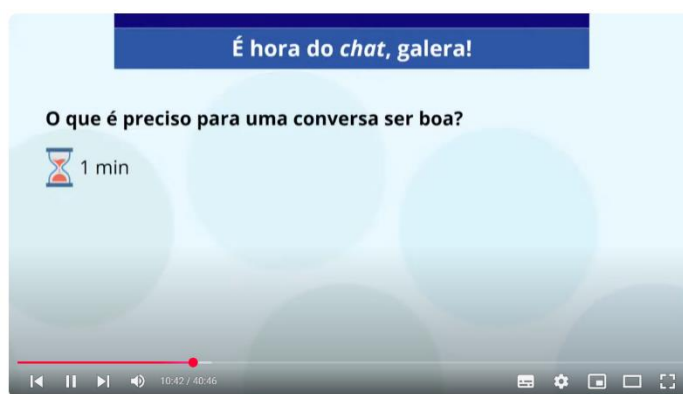 É hora do chat, galera!
O que é preciso para uma conversa ser boa?
1 min
10:42 / 40:46